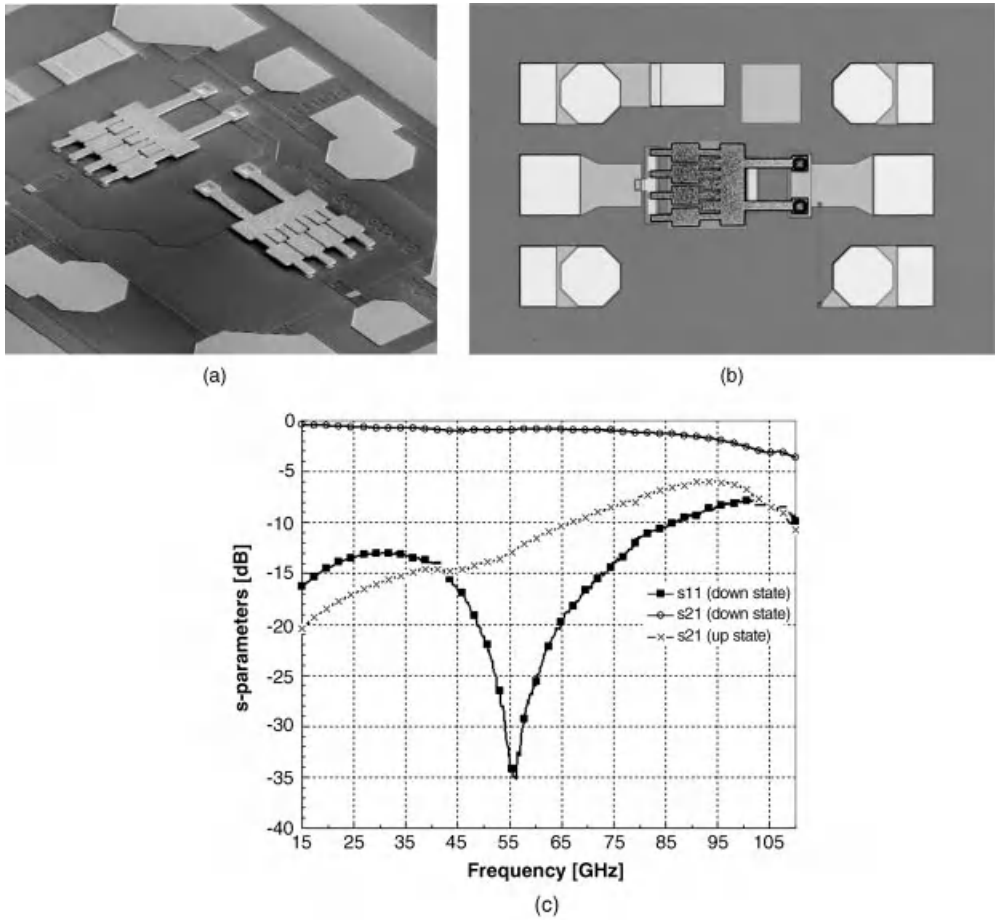 (a)
(b)
0
-5
-10
-15
-20
-25
-30
-35
-40
s-parameters [dB]
s11 (down state)
s21 (down state)
s21 (up state)
15 25 35 45 55 65 75 85 95 105
Frequency [GHz]
(c)